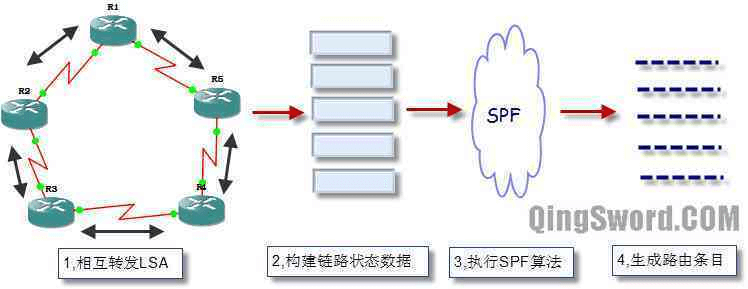 R1
R2
R5
R3
R4
SPF
QingSword.COM
1,相互转发LSA
2,构建链路状态数据
3,执行SPF算法
4,生成路由条目